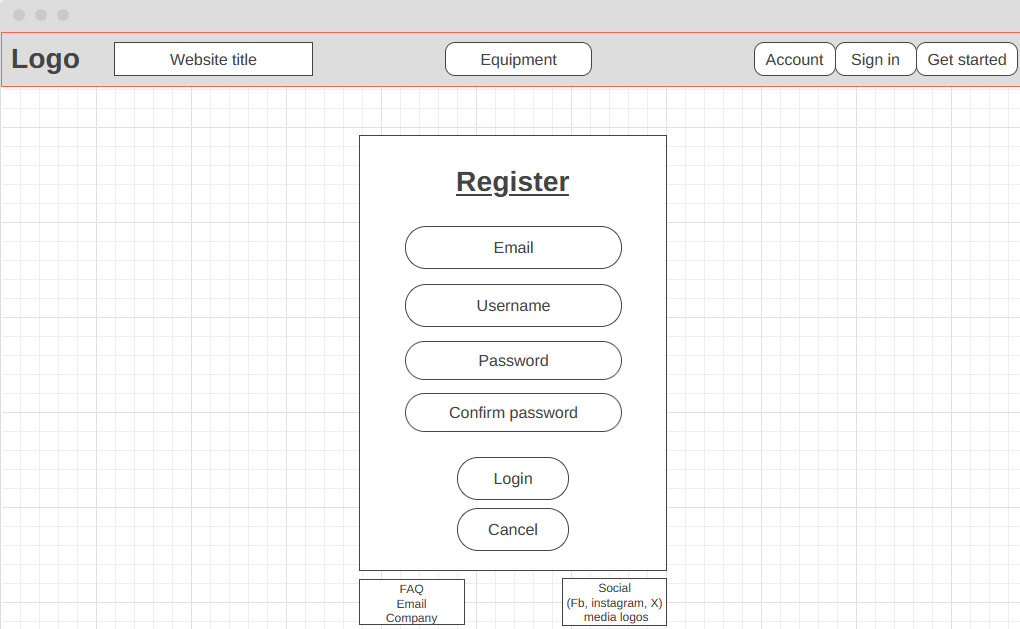 Logo
Website title
Equipment
Account
Sign in
Get started
Register
Email
Username
Password
Confirm password
Login
Cancel
FAQ
Email
Company
Social
(Fb, instagram, X)
media logos